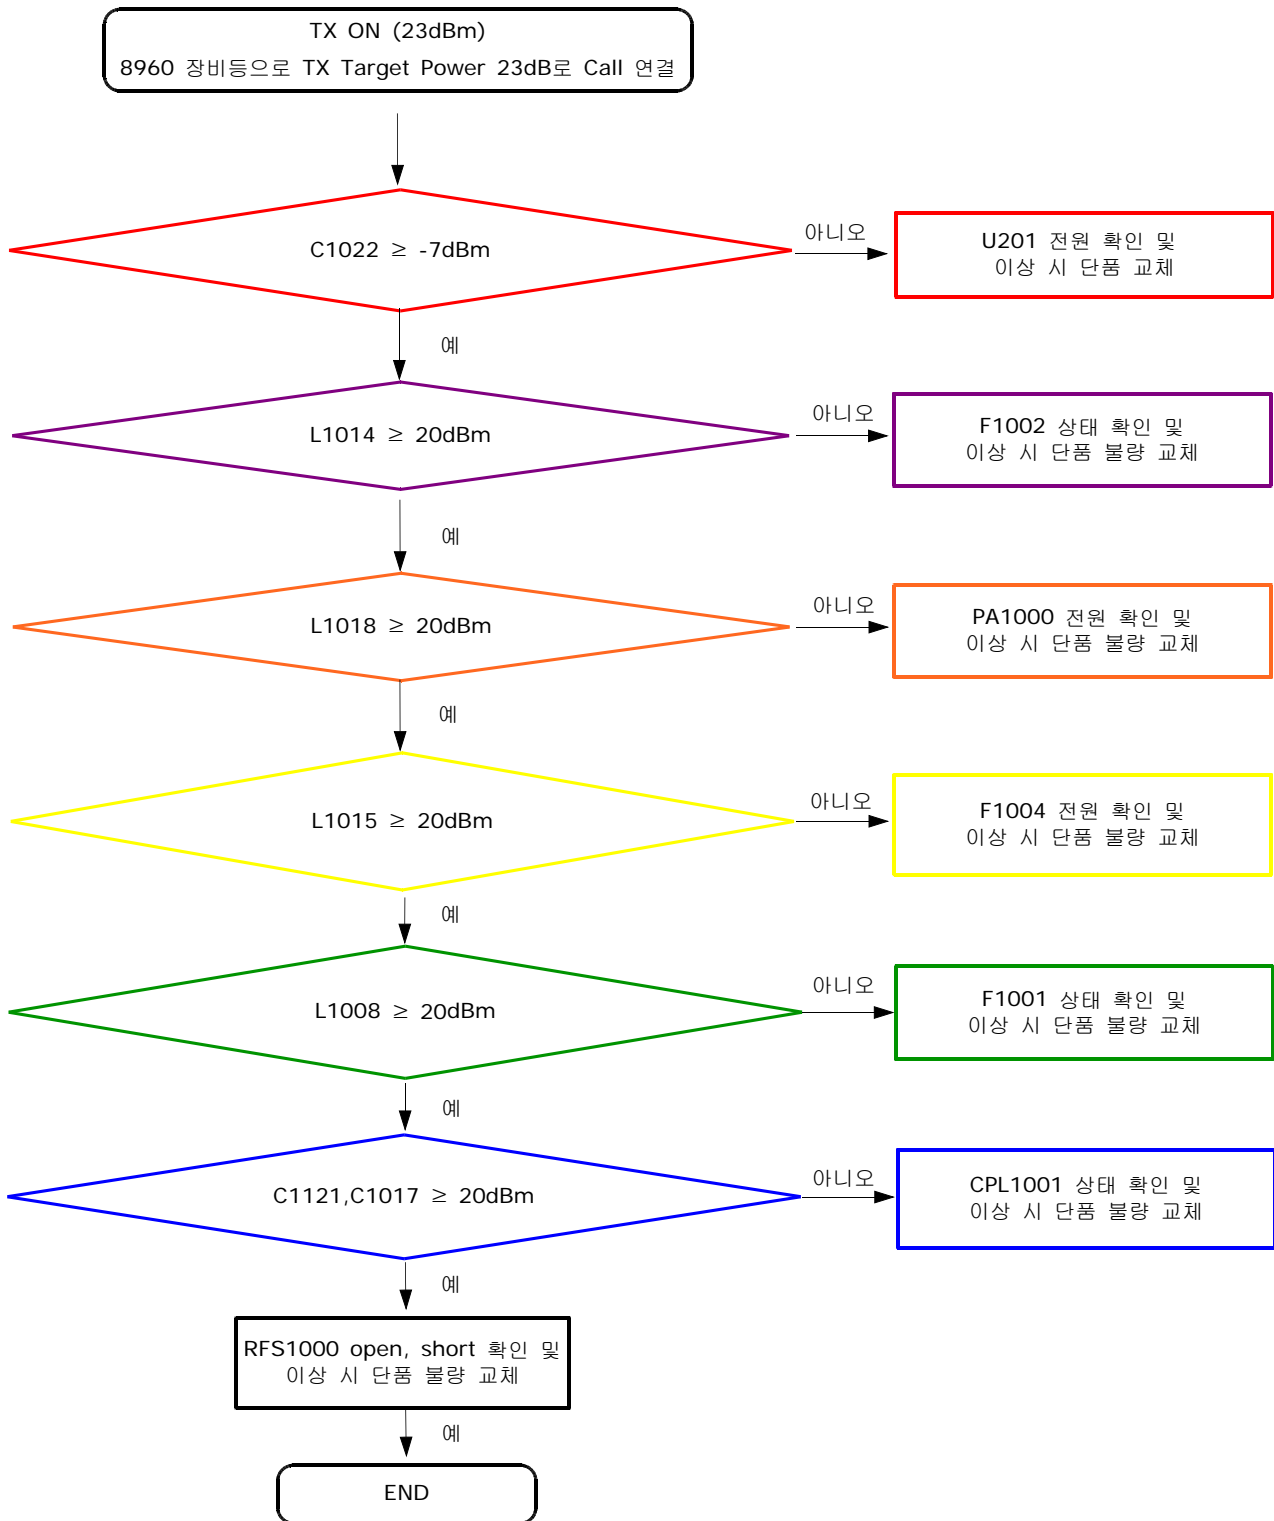 TX ON (23dBm)
8960 장비등으로 TX Target Power 23dB로 Call 연결
C1022 ≥ -7dBm
아니오
U201 전원 확인 및
이상 시 단품 교체
예
L1014 ≥ 20dBm
아니오
F1002 상태 확인 및
이상 시 단품 불량 교체
예
L1018 ≥ 20dBm
아니오
PA1000 전원 확인 및
이상 시 단품 불량 교체
예
L1015 ≥ 20dBm
아니오
F1004 전원 확인 및
이상 시 단품 불량 교체
예
L1008 ≥ 20dBm
아니오
F1001 상태 확인 및
이상 시 단품 불량 교체
예
C1121,C1017 ≥ 20dBm
아니오
CPL1001 상태 확인 및
이상 시 단품 불량 교체
예
RFS1000 open, short 확인 및
이상 시 단품 불량 교체
예
END